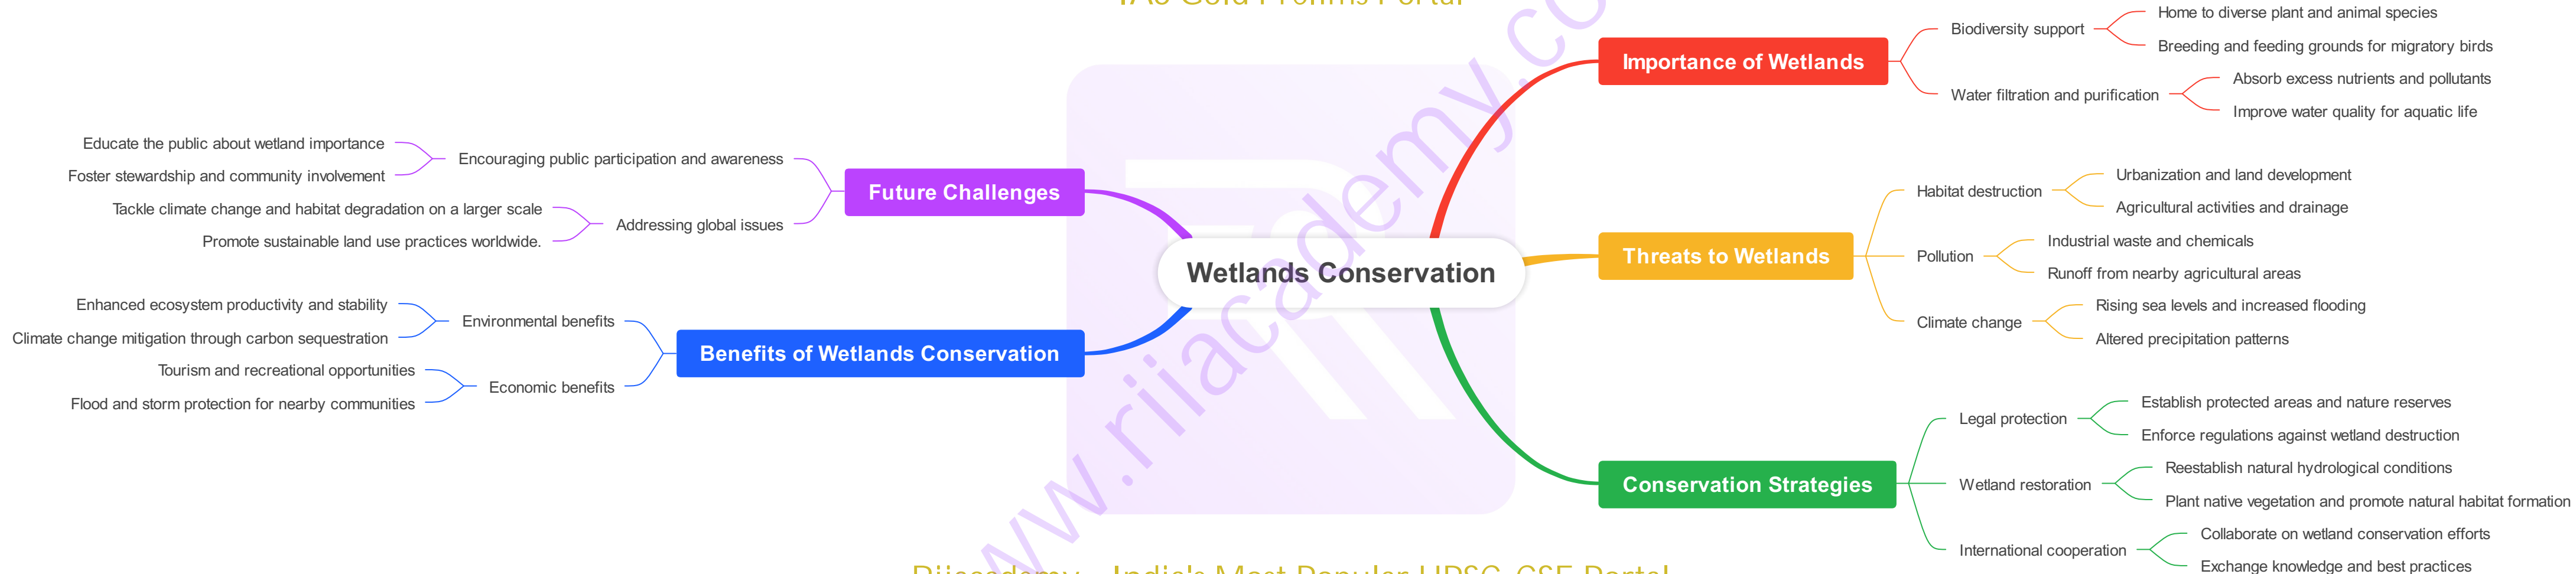 Wetlands Conservation
Importance of Wetlands
Biodiversity support
Home to diverse plant and animal species
Breeding and feeding grounds for migratory birds
Water filtration and purification
Absorb excess nutrients and pollutants
Improve water quality for aquatic life
Threats to Wetlands
Habitat destruction
Urbanization and land development
Agricultural activities and drainage
Pollution
Industrial waste and chemicals
Runoff from nearby agricultural areas
Climate change
Rising sea levels and increased flooding
Altered precipitation patterns
Conservation Strategies
Legal protection
Establish protected areas and nature reserves
Enforce regulations against wetland destruction
Wetland restoration
Reestablish natural hydrological conditions
Plant native vegetation and promote natural habitat formation
International cooperation
Collaborate on wetland conservation efforts
Exchange knowledge and best practices
Future Challenges
Encouraging public participation and awareness
Educate the public about wetland importance
Foster stewardship and community involvement
Addressing global issues
Tackle climate change and habitat degradation on a larger scale
Promote sustainable land use practices worldwide.
Benefits of Wetlands Conservation
Environmental benefits
Enhanced ecosystem productivity and stability
Climate change mitigation through carbon sequestration
Economic benefits
Tourism and recreational opportunities
Flood and storm protection for nearby communities
Gold Prelims Portal
India's Most Popular UPSC CSE Portal